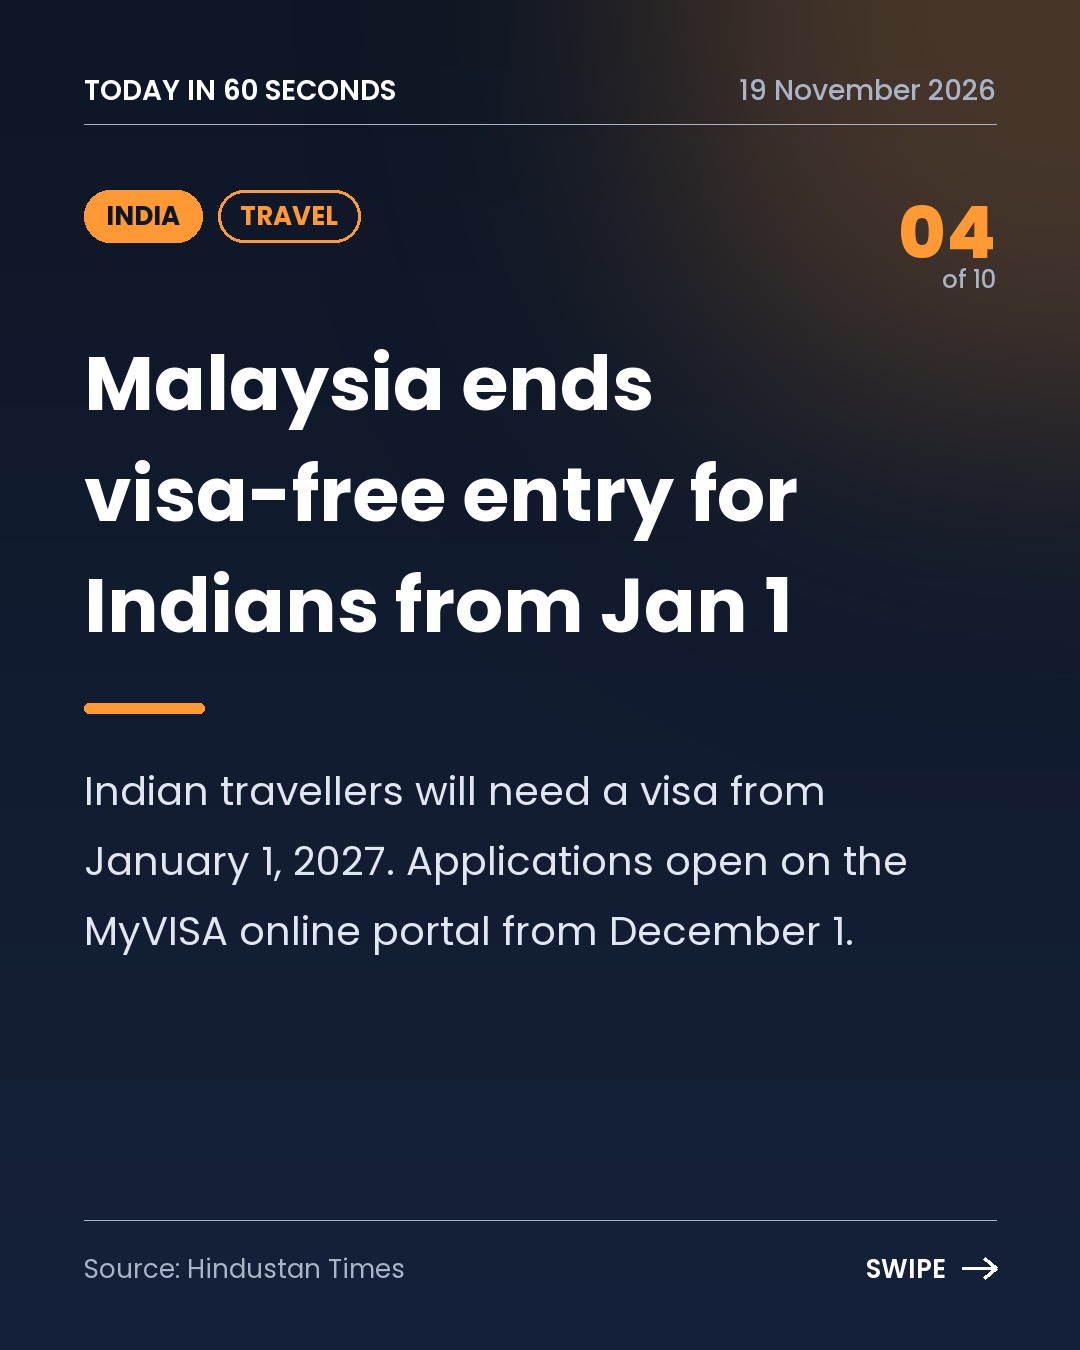 TODAY IN 60 SECONDS
19 November 2026
INDIA
TRAVEL
04
of 10
Malaysia ends
visa-free entry for
Indians from Jan 1
Indian travellers will need a visa from
January 1, 2027. Applications open on the
MyVISA online portal from December 1.
Source: Hindustan Times
SWIPE →